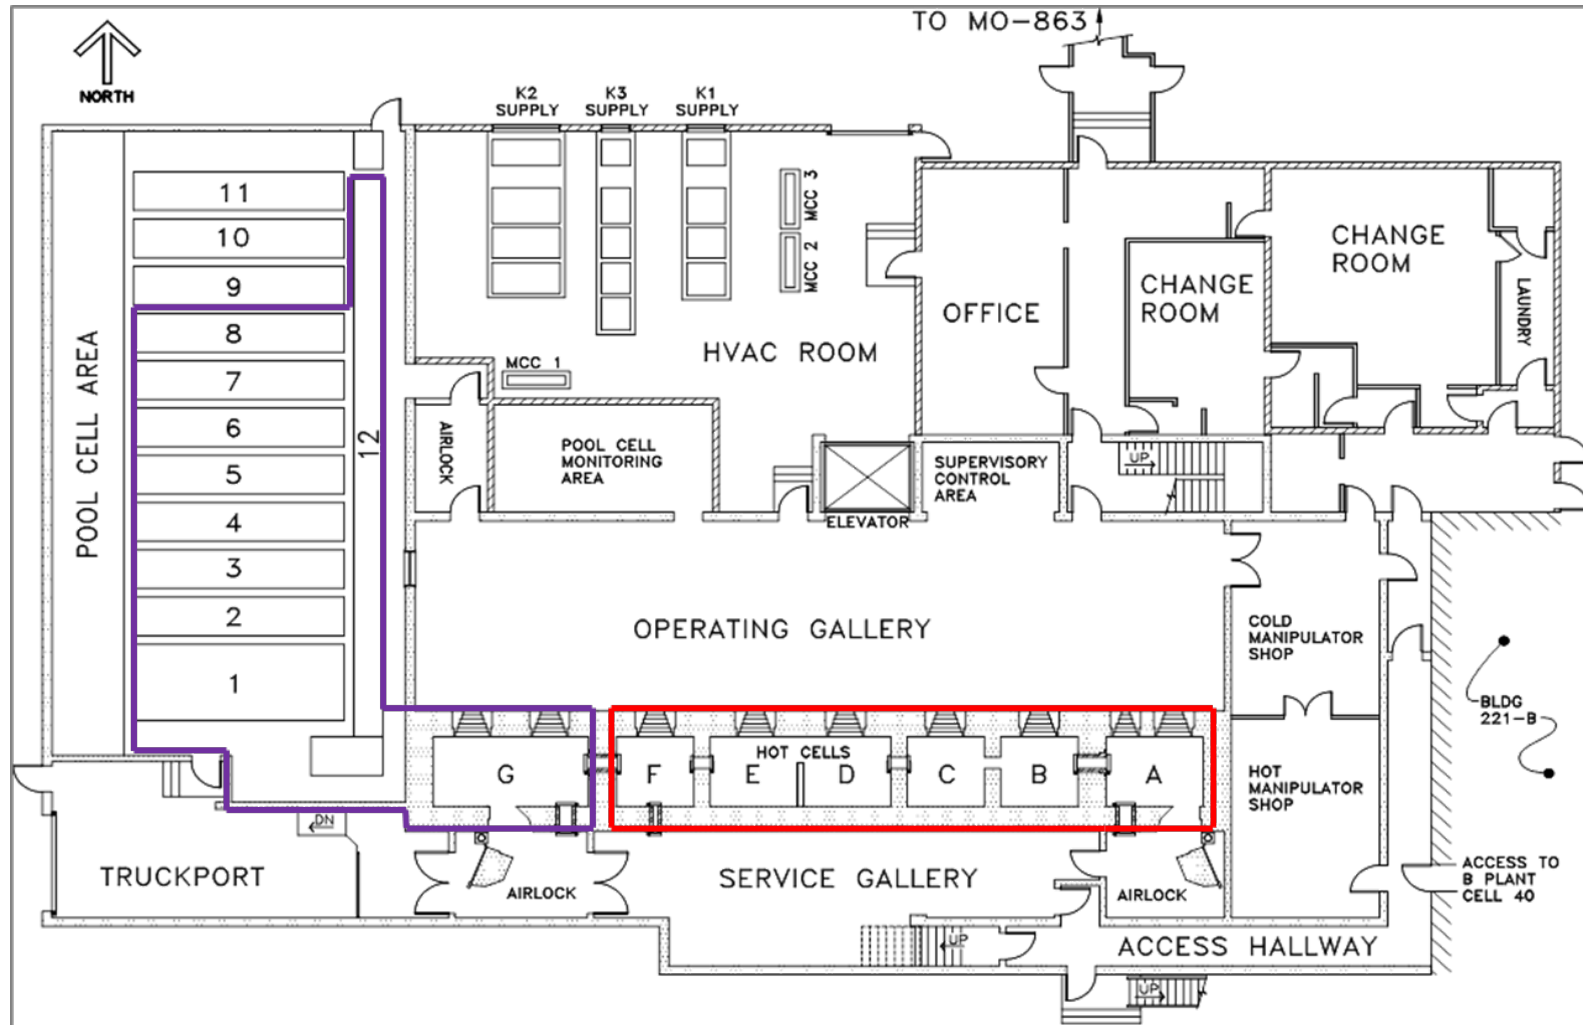 TO MO-863
NORTH
K2
SUPPLY
K3
SUPPLY
K1
SUPPLY
11
10
9
8
7
6
5
4
3
2
1
12
POOL CELL AREA
MCC 3
MCC 2
MCC 1
HVAC ROOM
OFFICE
CHANGE
ROOM
CHANGE
ROOM
LAUNDRY
AIRLOCK
POOL CELL
MONITORING
AREA
ELEVATOR
SUPERVISORY
CONTROL
AREA
UP
OPERATING GALLERY
COLD
MANIPULATOR
SHOP
BLDG
221-B
HOT CELLS
G
F
E
D
C
B
A
HOT
MANIPULATOR
SHOP
DN
TRUCKPORT
AIRLOCK
SERVICE GALLERY
AIRLOCK
ACCESS TO
B PLANT
CELL 40
UP
ACCESS HALLWAY
UP